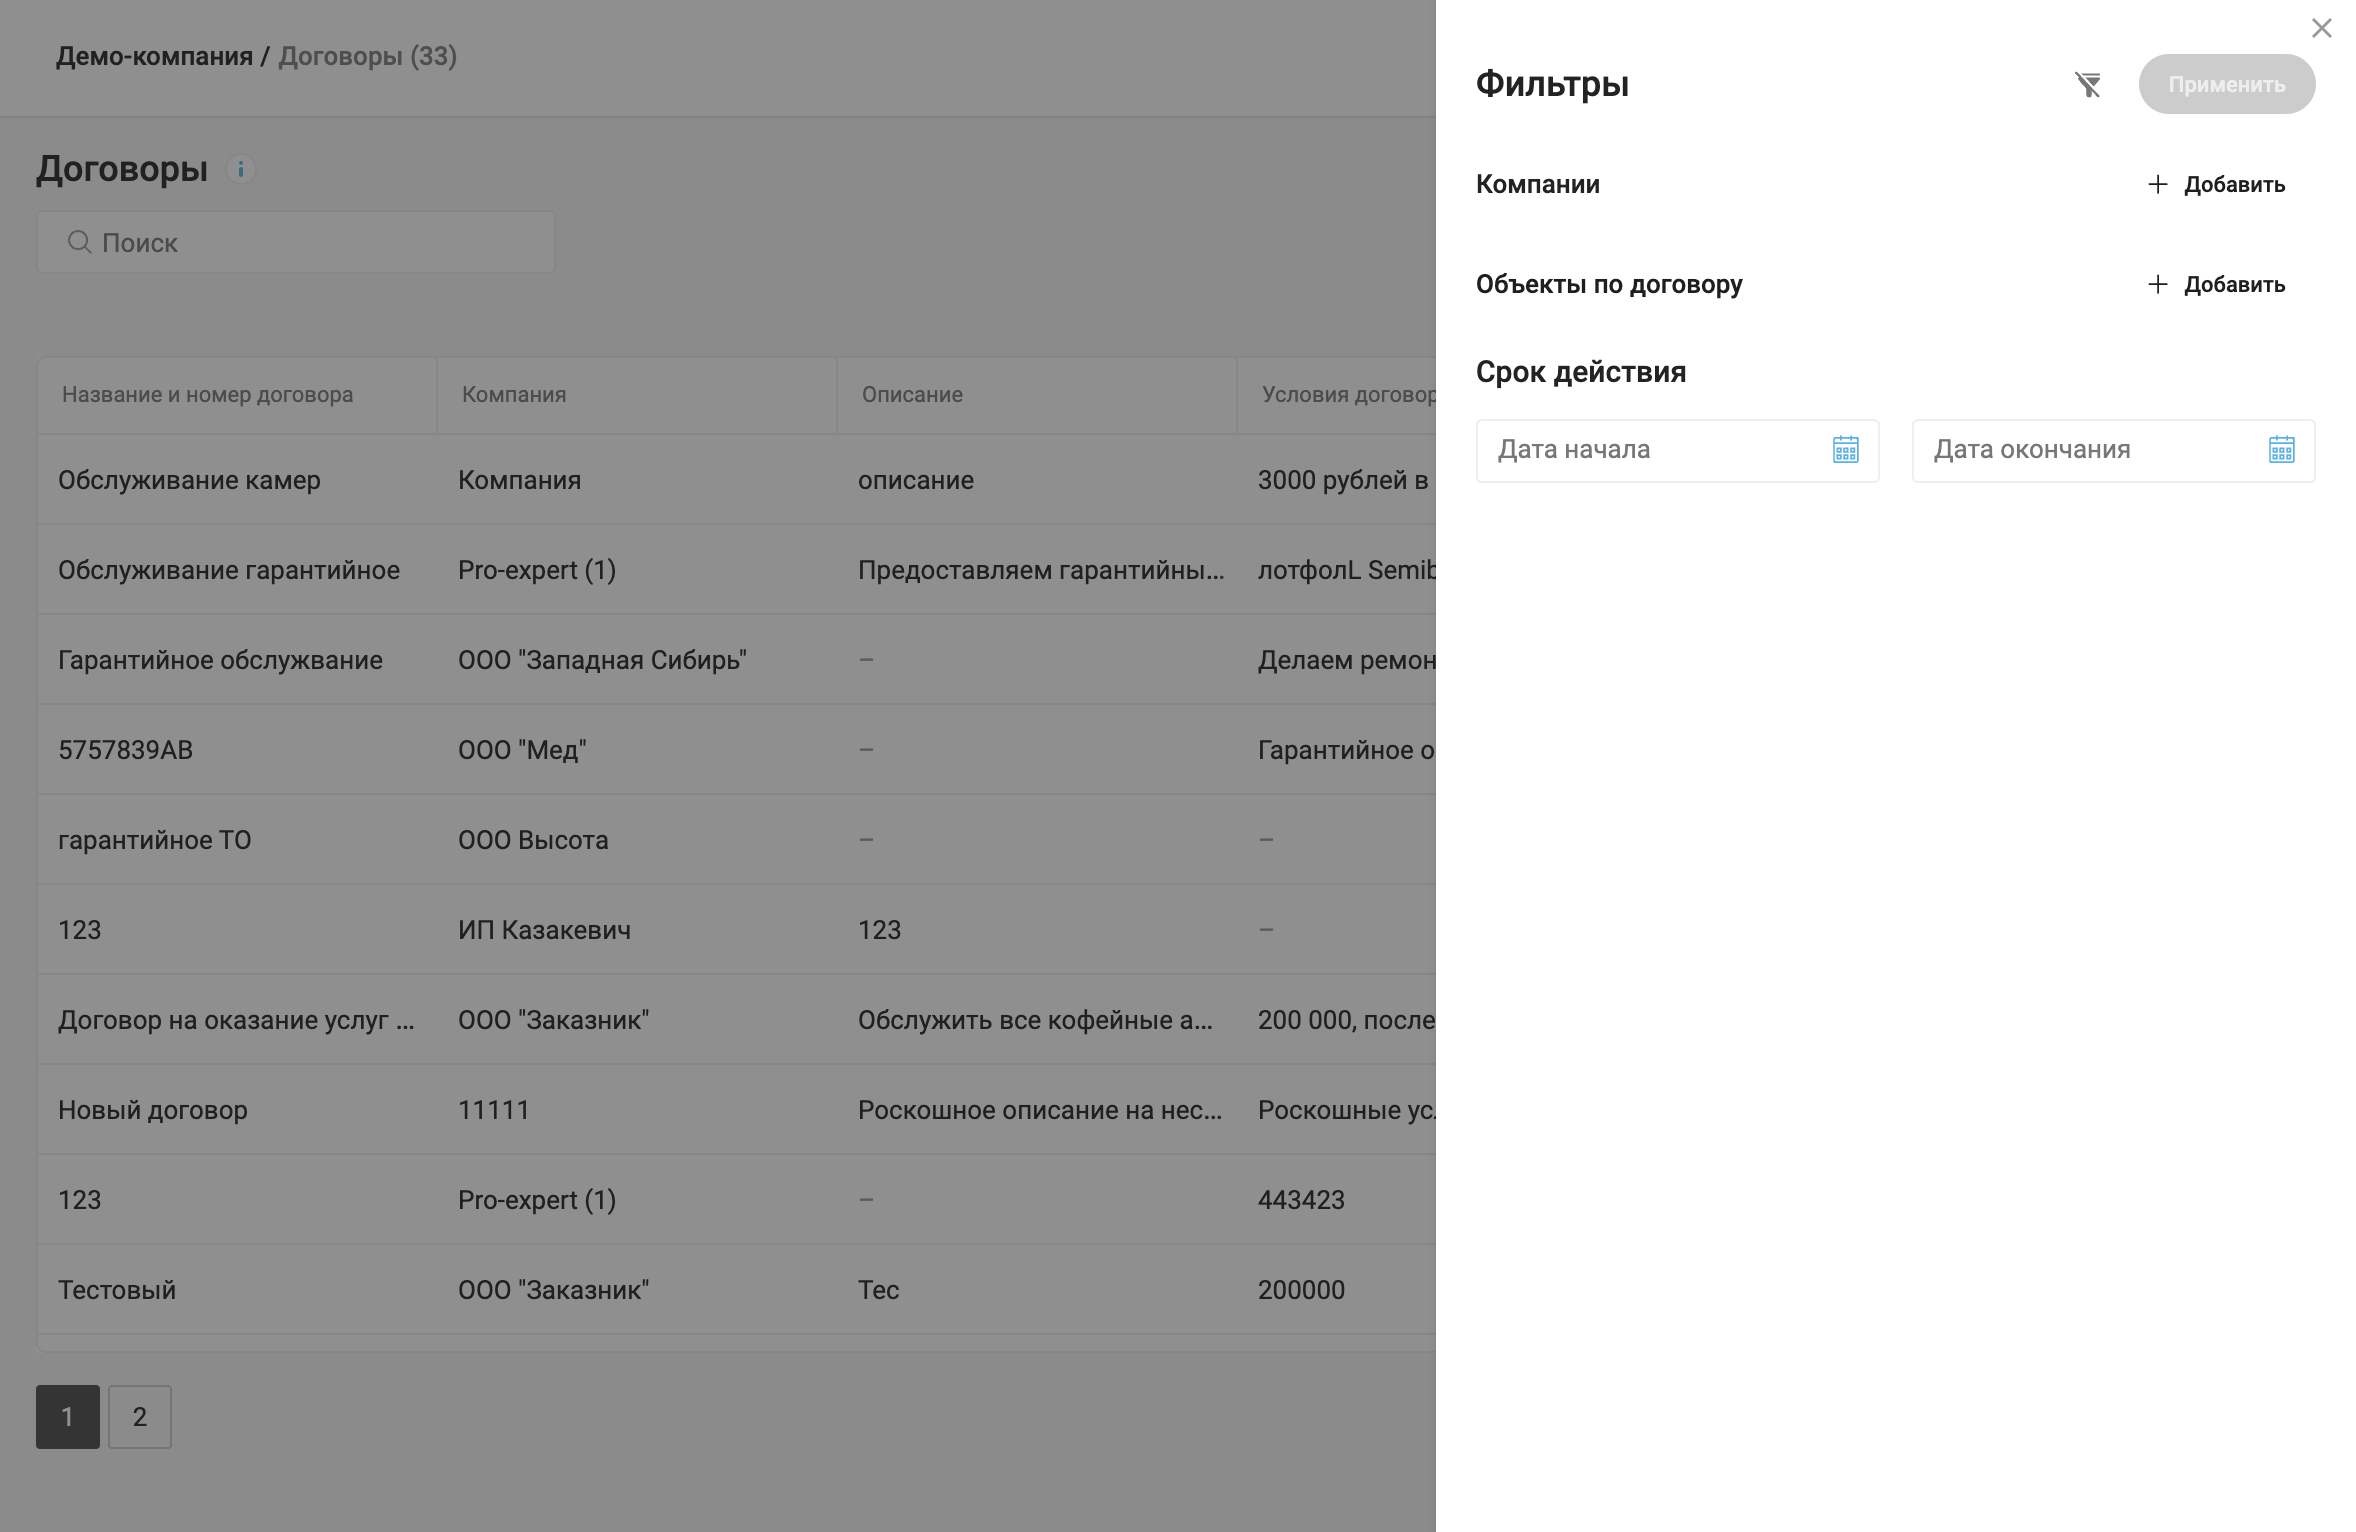 Демо-компания / Договоры (33)
Договоры
Поиск
Название и номер договора Компания Описание Условия договор
Обслуживание камер Компания описание 3000 рублей в
Обслуживание гарантийное Pro-expert (1) Предоставляем гарантийны... лотфолL Semib
Гарантийное обслужвание ООО "Западная Сибирь" – Делаем ремон
5757839АВ ООО "Мед" – Гарантийное о
гарантийное ТО ООО Высота – –
123 ИП Казакевич 123 –
Договор на оказание услуг ... ООО "Заказник" Обслужить все кофейные а... 200 000, после
Новый договор 11111 Роскошное описание на нес... Роскошные ус
123 Pro-expert (1) – 443423
Тестовый ООО "Заказник" Тес 200000
1 2
Фильтры Применить
Компании + Добавить
Объекты по договору + Добавить
Срок действия
Дата начала Дата окончания